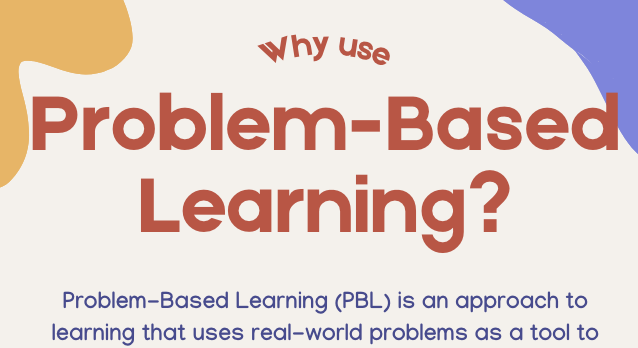 Why use
Problem-Based
Learning?
Problem-Based Learning (PBL) is an approach to
learning that uses real-world problems as a tool to